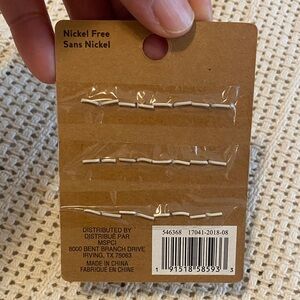 Nickel Free
Sans Nickel
DISTRIBUTED BY
DISTRIBUÉ PAR
MSPCI
8000 BENT BRANCH DRIVE
IRVING, TX 75063
MADE IN CHINA
FABRIQUÉ EN CHINE
546368 17041-2018-08
1 91518 58593 3